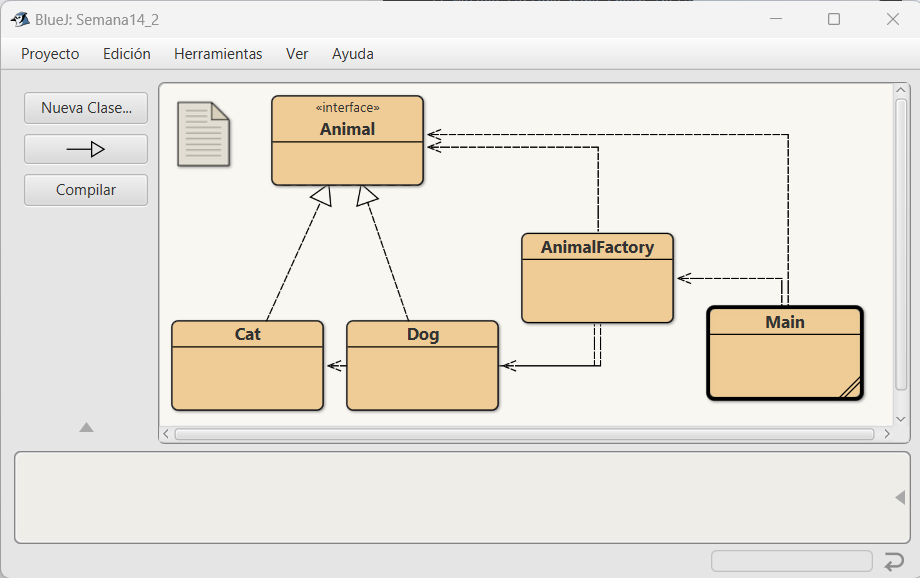 BlueJ: Semana14_2
Proyecto Edición Herramientas Ver Ayuda
Nueva Clase...
Compilar
«interface»
Animal
AnimalFactory
Main
Cat
Dog